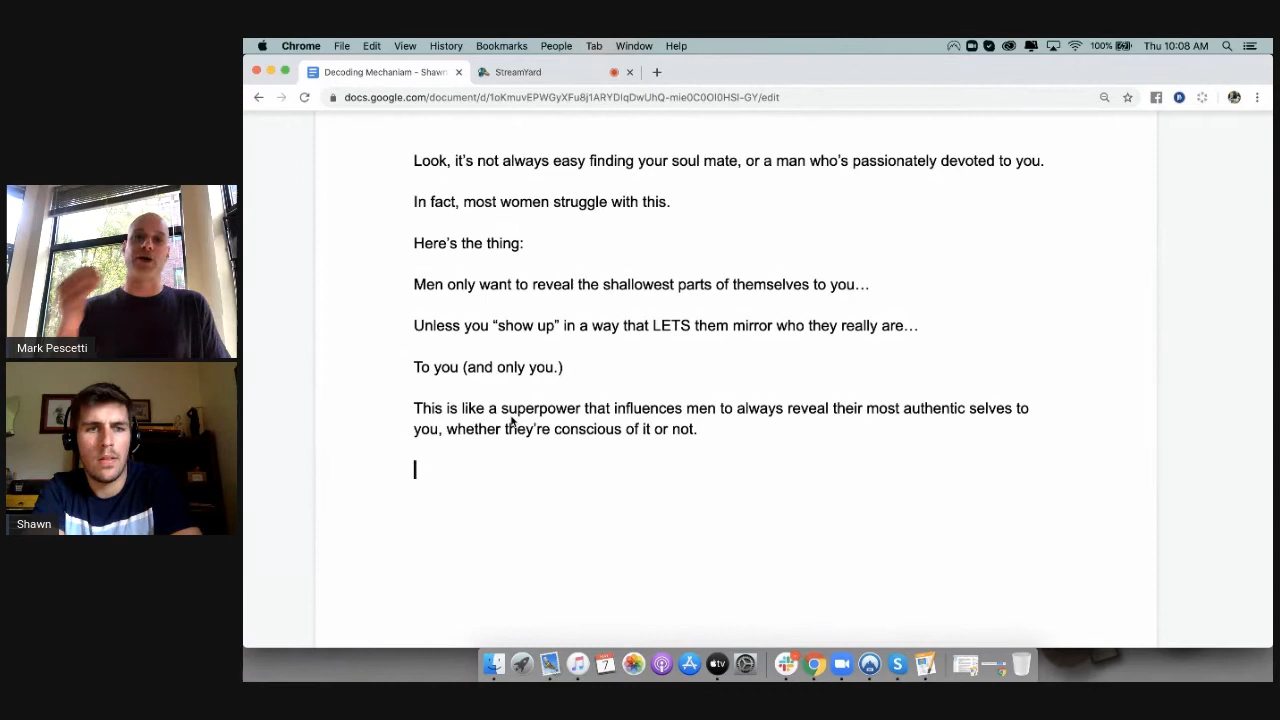 Chrome File Edit View History Bookmarks People Tab Window Help 100% Thu 10:08 AM
Decoding Mechaniam - Shawn StreamYard
docs.google.com/document/d/1oKmuvEPWGyXFu8j1ARYDlqDwUhQ-mie0C0Ol0HSl-GY/edit
Look, it's not always easy finding your soul mate, or a man who's passionately devoted to you.
In fact, most women struggle with this.
Here's the thing:
Men only want to reveal the shallowest parts of themselves to you…
Unless you “show up” in a way that LETS them mirror who they really are…
To you (and only you.)
This is like a superpower that influences men to always reveal their most authentic selves to
you, whether they're conscious of it or not.
Mark Pescetti
Shawn
7
tv